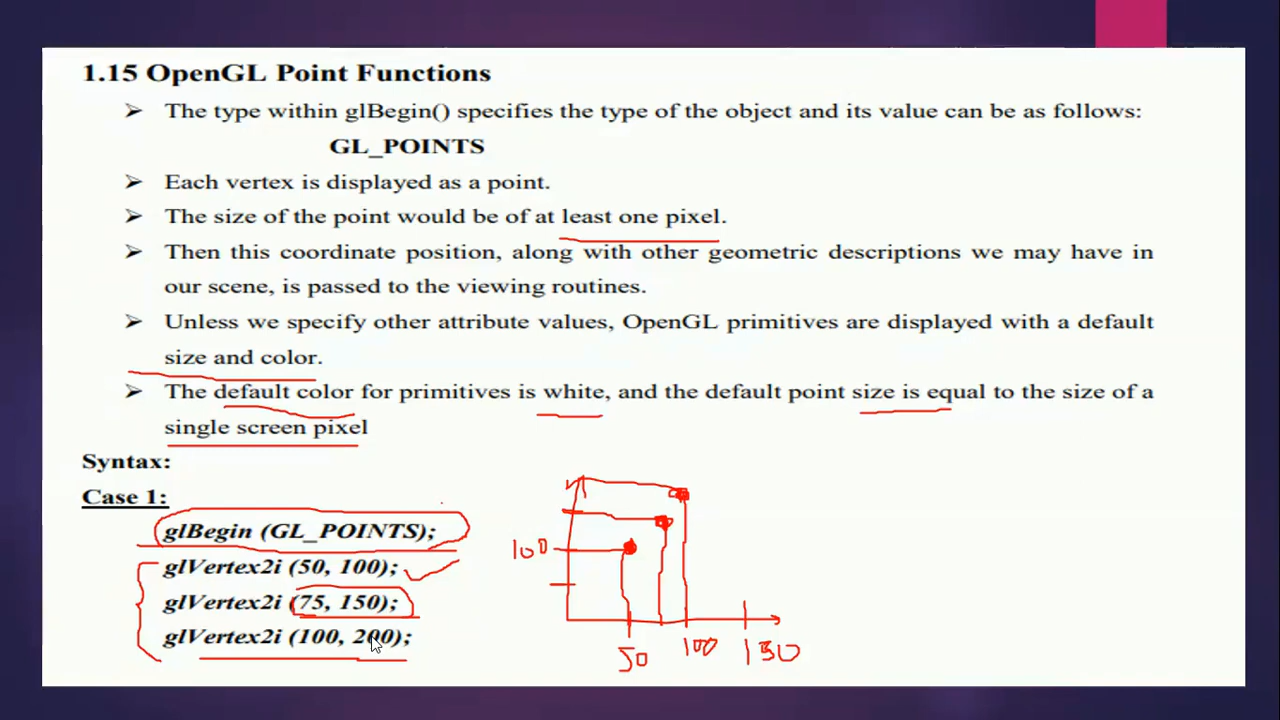 1.15 OpenGL Point Functions
➢ The type within glBegin() specifies the type of the object and its value can be as follows:
GL_POINTS
➢ Each vertex is displayed as a point.
➢ The size of the point would be of at least one pixel.
➢ Then this coordinate position, along with other geometric descriptions we may have in
our scene, is passed to the viewing routines.
➢ Unless we specify other attribute values, OpenGL primitives are displayed with a default
size and color.
➢ The default color for primitives is white, and the default point size is equal to the size of a
single screen pixel
Syntax:
Case 1:
glBegin (GL_POINTS);
glVertex2i (50, 100);
glVertex2i (75, 150);
glVertex2i (100, 200);
100
50
100
150